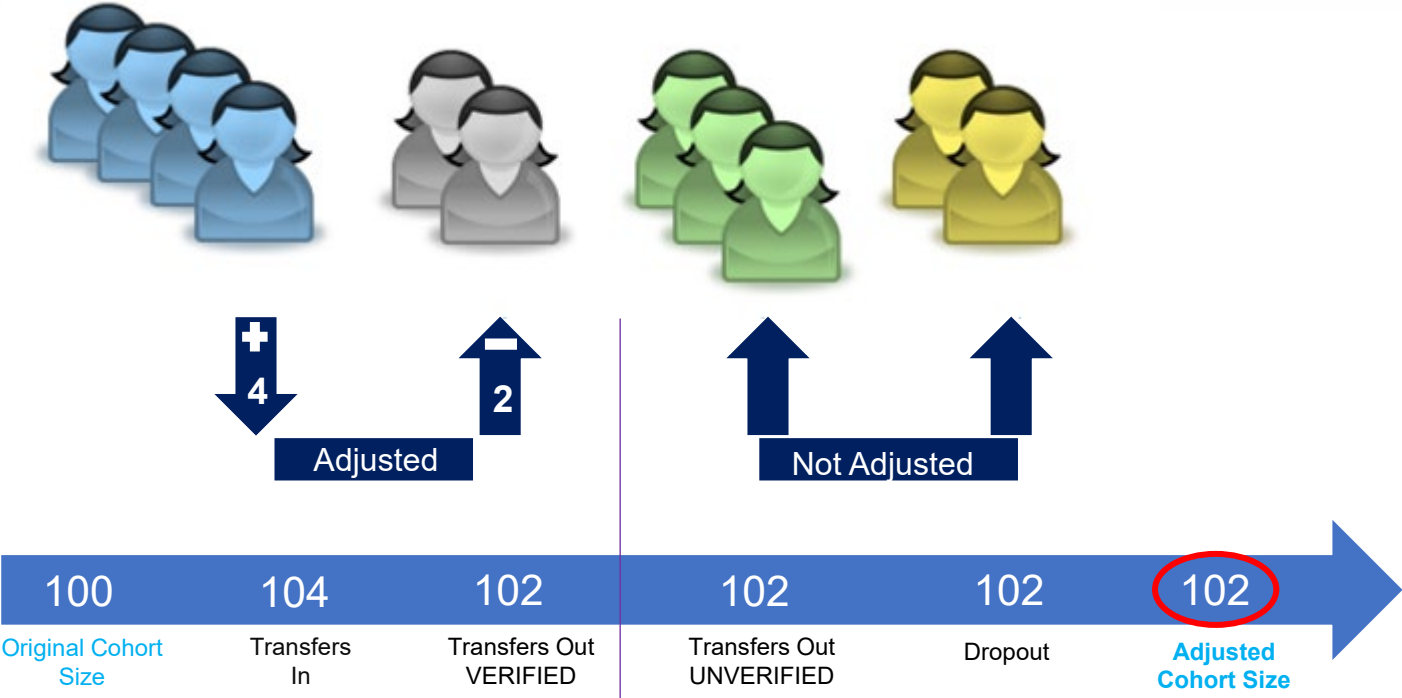 +
4
−
2
Adjusted
Not Adjusted
100
104
102
102
102
102
Original Cohort
Size
Transfers
In
Transfers Out
VERIFIED
Transfers Out
UNVERIFIED
Dropout
Adjusted
Cohort Size